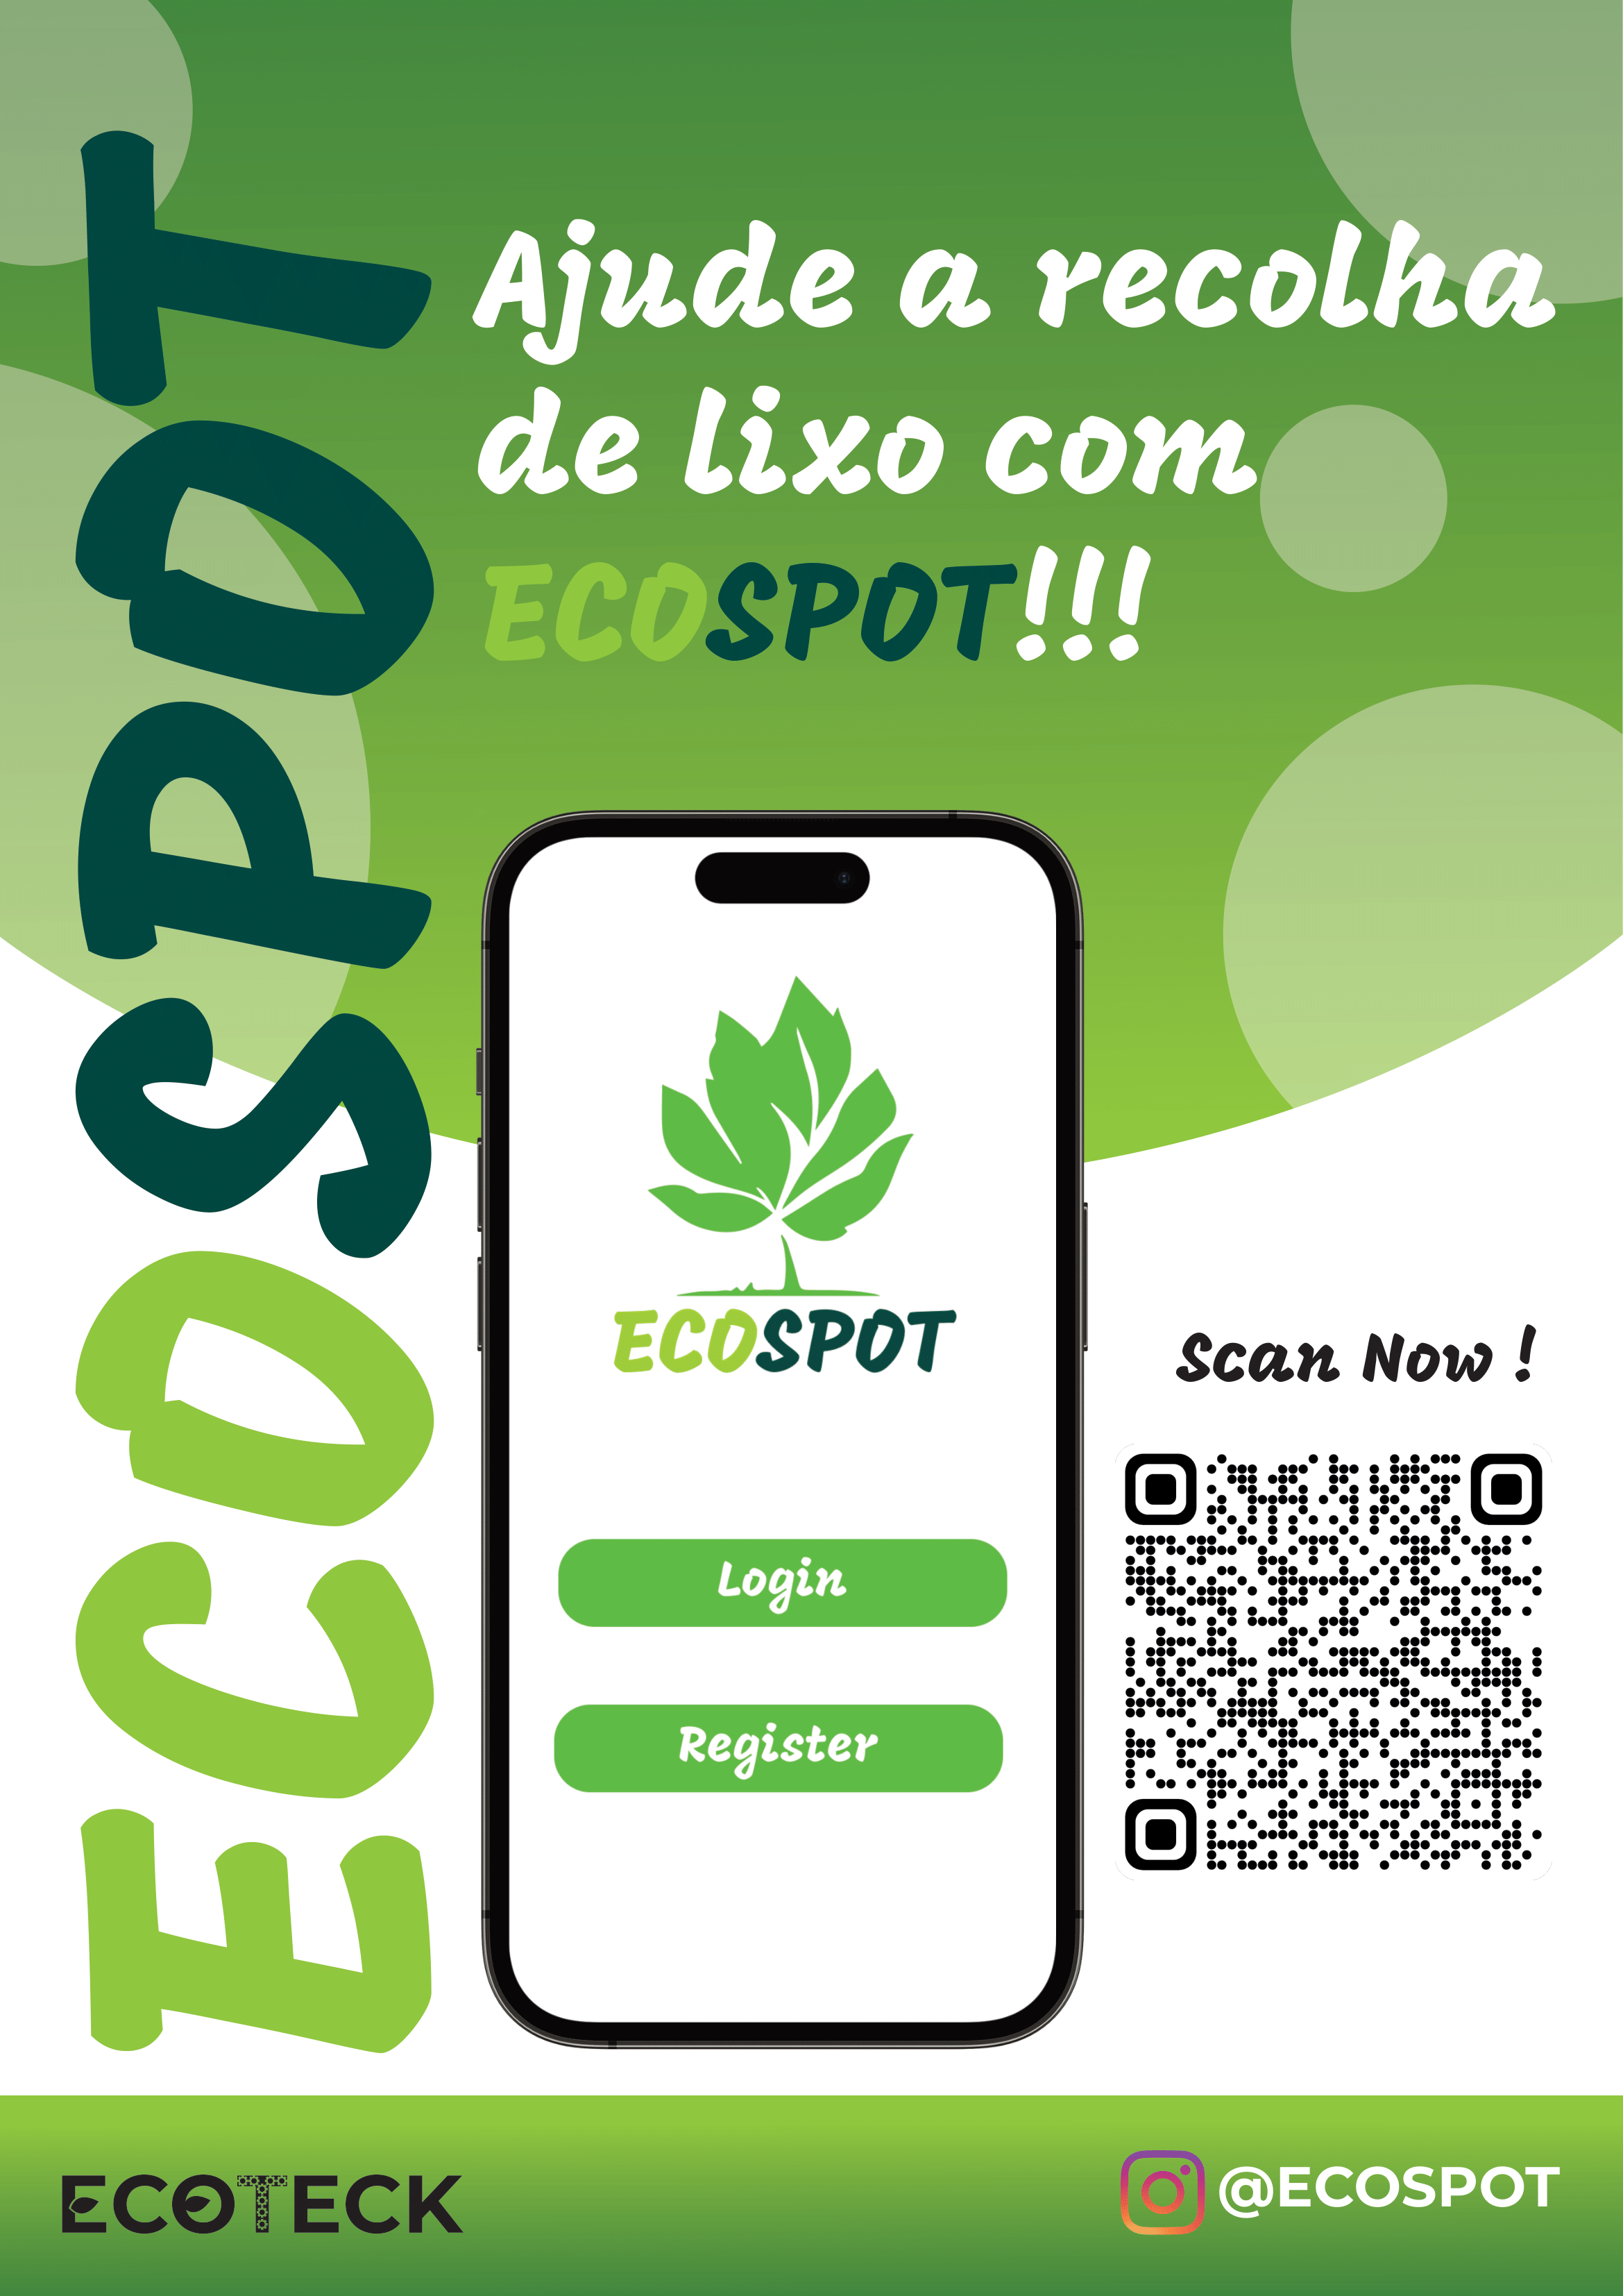 ECOSPOT
Ajude a recolha
de lixo com
ECOSPOT!!!
ECOSPOT
Login
Register
Scan Now !
ECOTECK
@ECOSPOT